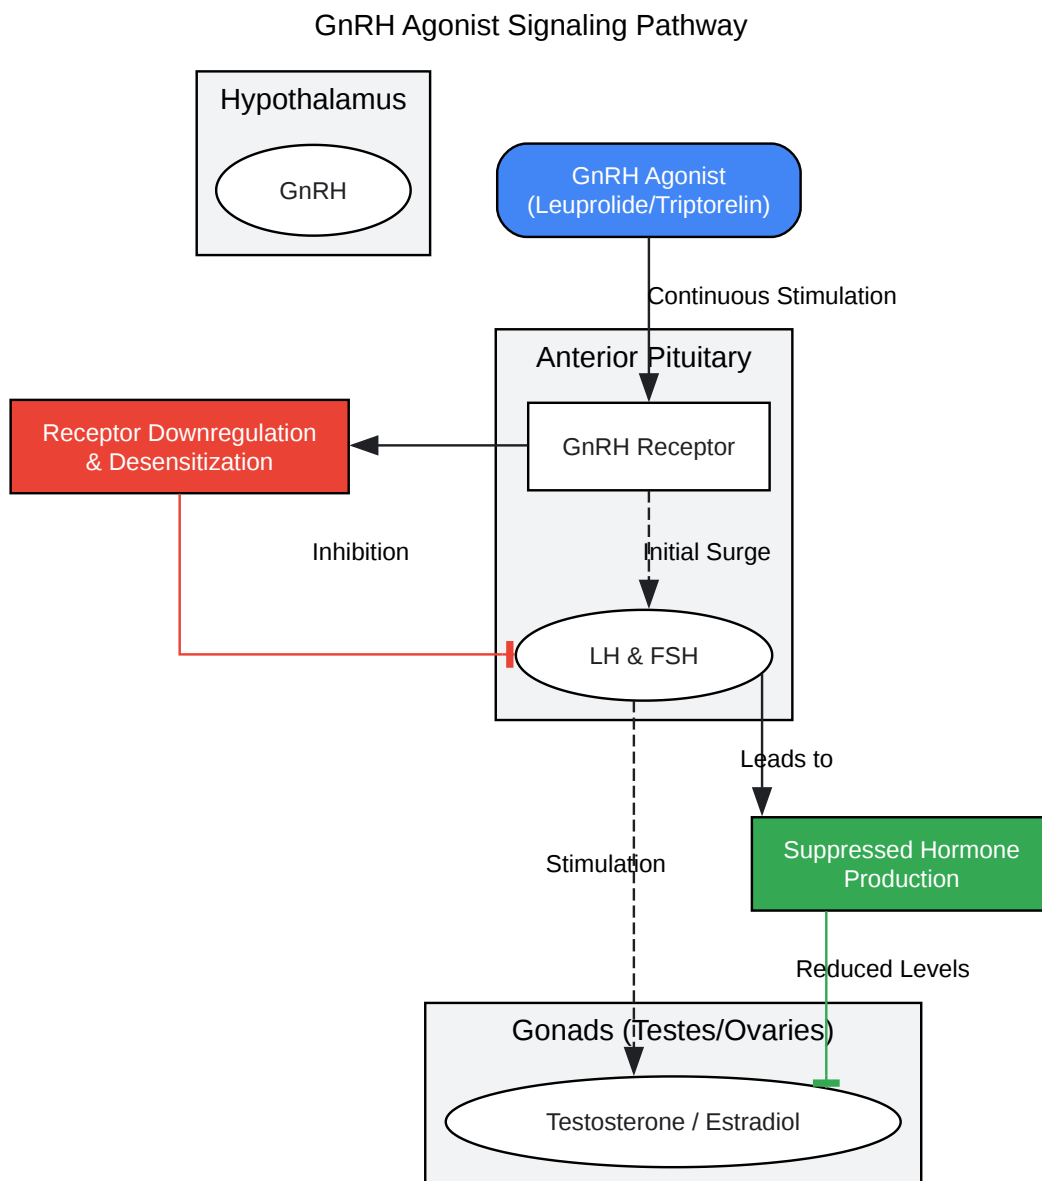 GnRH Agonist Signaling Pathway
Hypothalamus
GnRH
GnRH Agonist
(Leuprolide/Triptorelin)
Continuous Stimulation
Anterior Pituitary
Receptor Downregulation
& Desensitization
GnRH Receptor
Inhibition
Initial Surge
LH & FSH
Leads to
Suppressed Hormone
Production
Stimulation
Reduced Levels
Gonads (Testes/Ovaries)
Testosterone / Estradiol